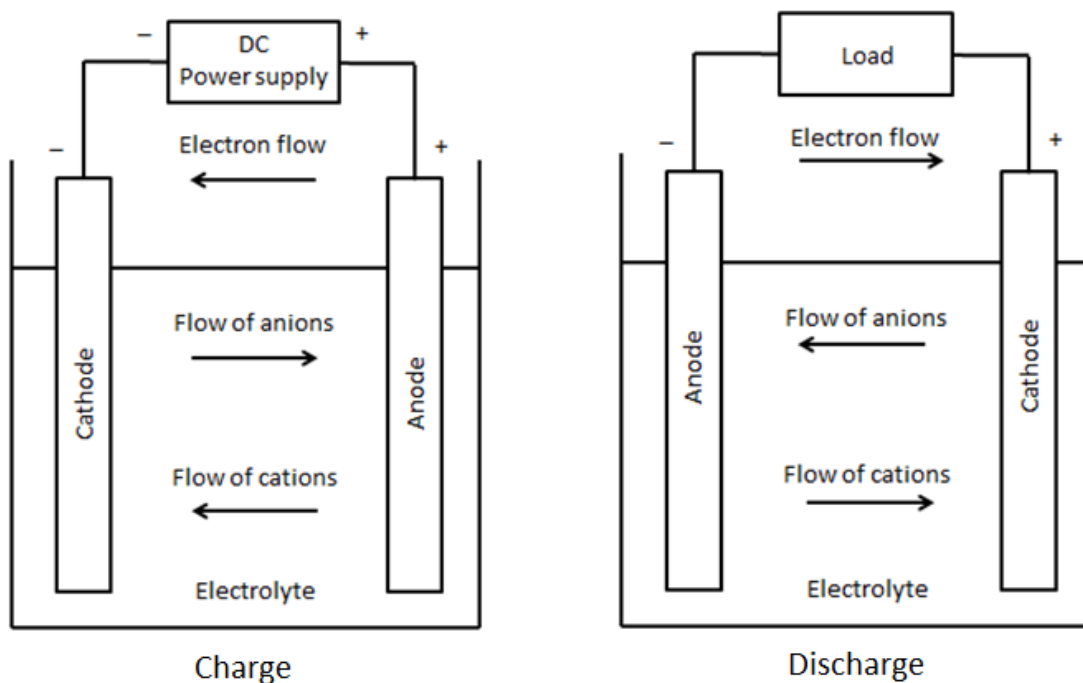 – DC +
Power supply
– Electron flow +
Flow of anions
Cathode
Anode
Flow of cations
Electrolyte
Charge
Load
– Electron flow +
Flow of anions
Anode
Cathode
Flow of cations
Electrolyte
Discharge